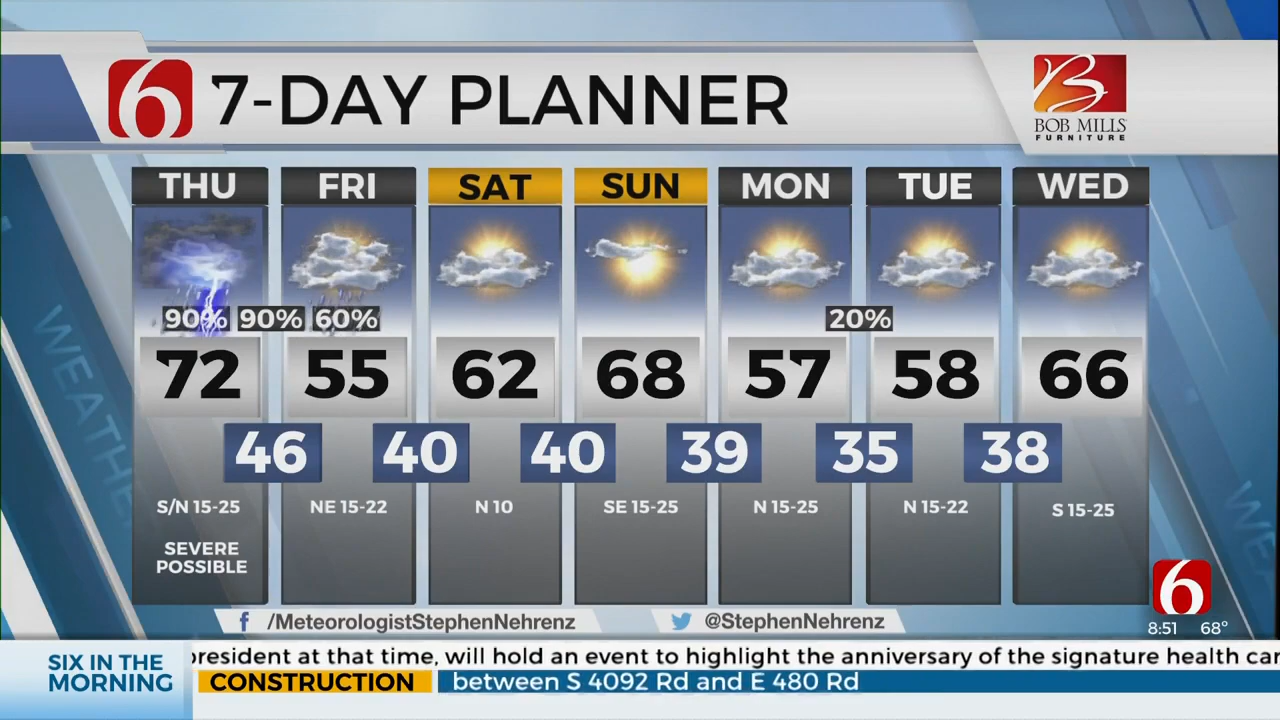 6 7-DAY PLANNER
B
BOB MILLS
FURNITURE
THU FRI SAT SUN MON TUE WED
90% 90% 60% 20%
72 55 62 68 57 58 66
46 40 40 39 35 38
S/N 15-25 NE 15-22 N 10 SE 15-25 N 15-25 N 15-22 S 15-25
SEVERE
POSSIBLE
f /MeteorologistStephenNehrenz @StephenNehrenz
6
8:51 68°
SIX IN THE
MORNING
resident at that time, will hold an event to highlight the anniversary of the signature health car
CONSTRUCTION between S 4092 Rd and E 480 Rd